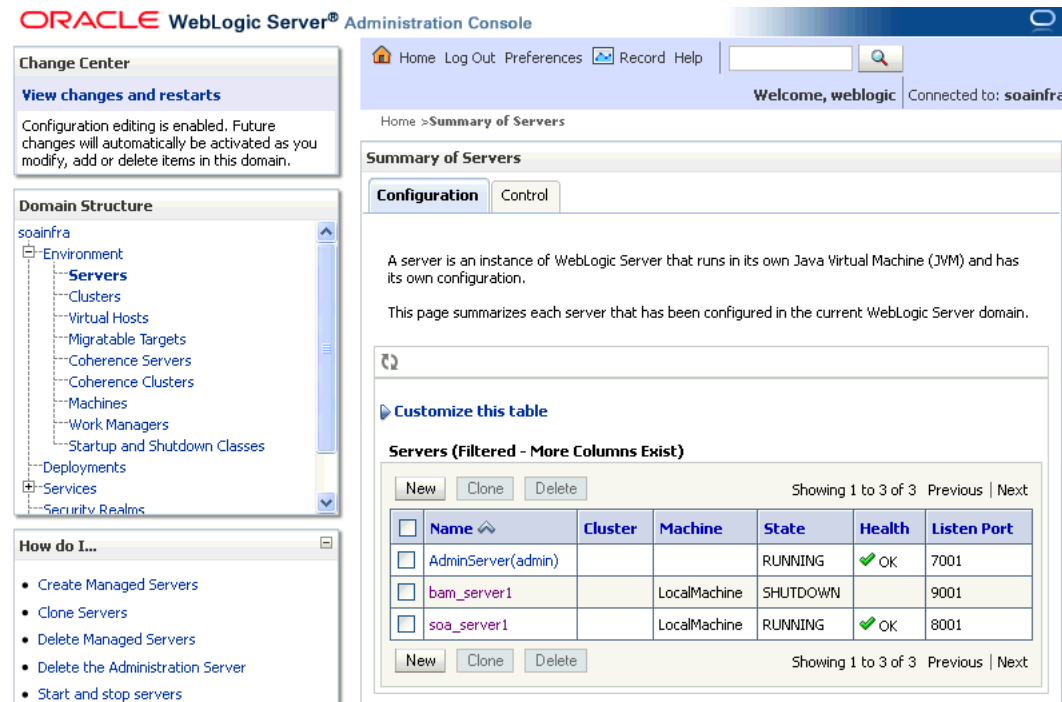 ORACLE WebLogic Server® Administration Console
Change Center
View changes and restarts
Configuration editing is enabled. Future
changes will automatically be activated as you
modify, add or delete items in this domain.
Domain Structure
soainfra
Environment
Servers
Clusters
Virtual Hosts
Migratable Targets
Coherence Servers
Coherence Clusters
Machines
Work Managers
Startup and Shutdown Classes
Deployments
Services
Security Realms
How do I...
Create Managed Servers
Clone Servers
Delete Managed Servers
Delete the Administration Server
Start and stop servers
Home Log Out Preferences Record Help
Welcome, weblogic Connected to: soainfra
Home >Summary of Servers
Summary of Servers
Configuration Control
A server is an instance of WebLogic Server that runs in its own Java Virtual Machine (JVM) and has
its own configuration.
This page summarizes each server that has been configured in the current WebLogic Server domain.
Customize this table
Servers (Filtered - More Columns Exist)
New Clone Delete Showing 1 to 3 of 3 Previous | Next
Name Cluster Machine State Health Listen Port
AdminServer(admin) RUNNING OK 7001
bam_server1 LocalMachine SHUTDOWN 9001
soa_server1 LocalMachine RUNNING OK 8001
New Clone Delete Showing 1 to 3 of 3 Previous | Next